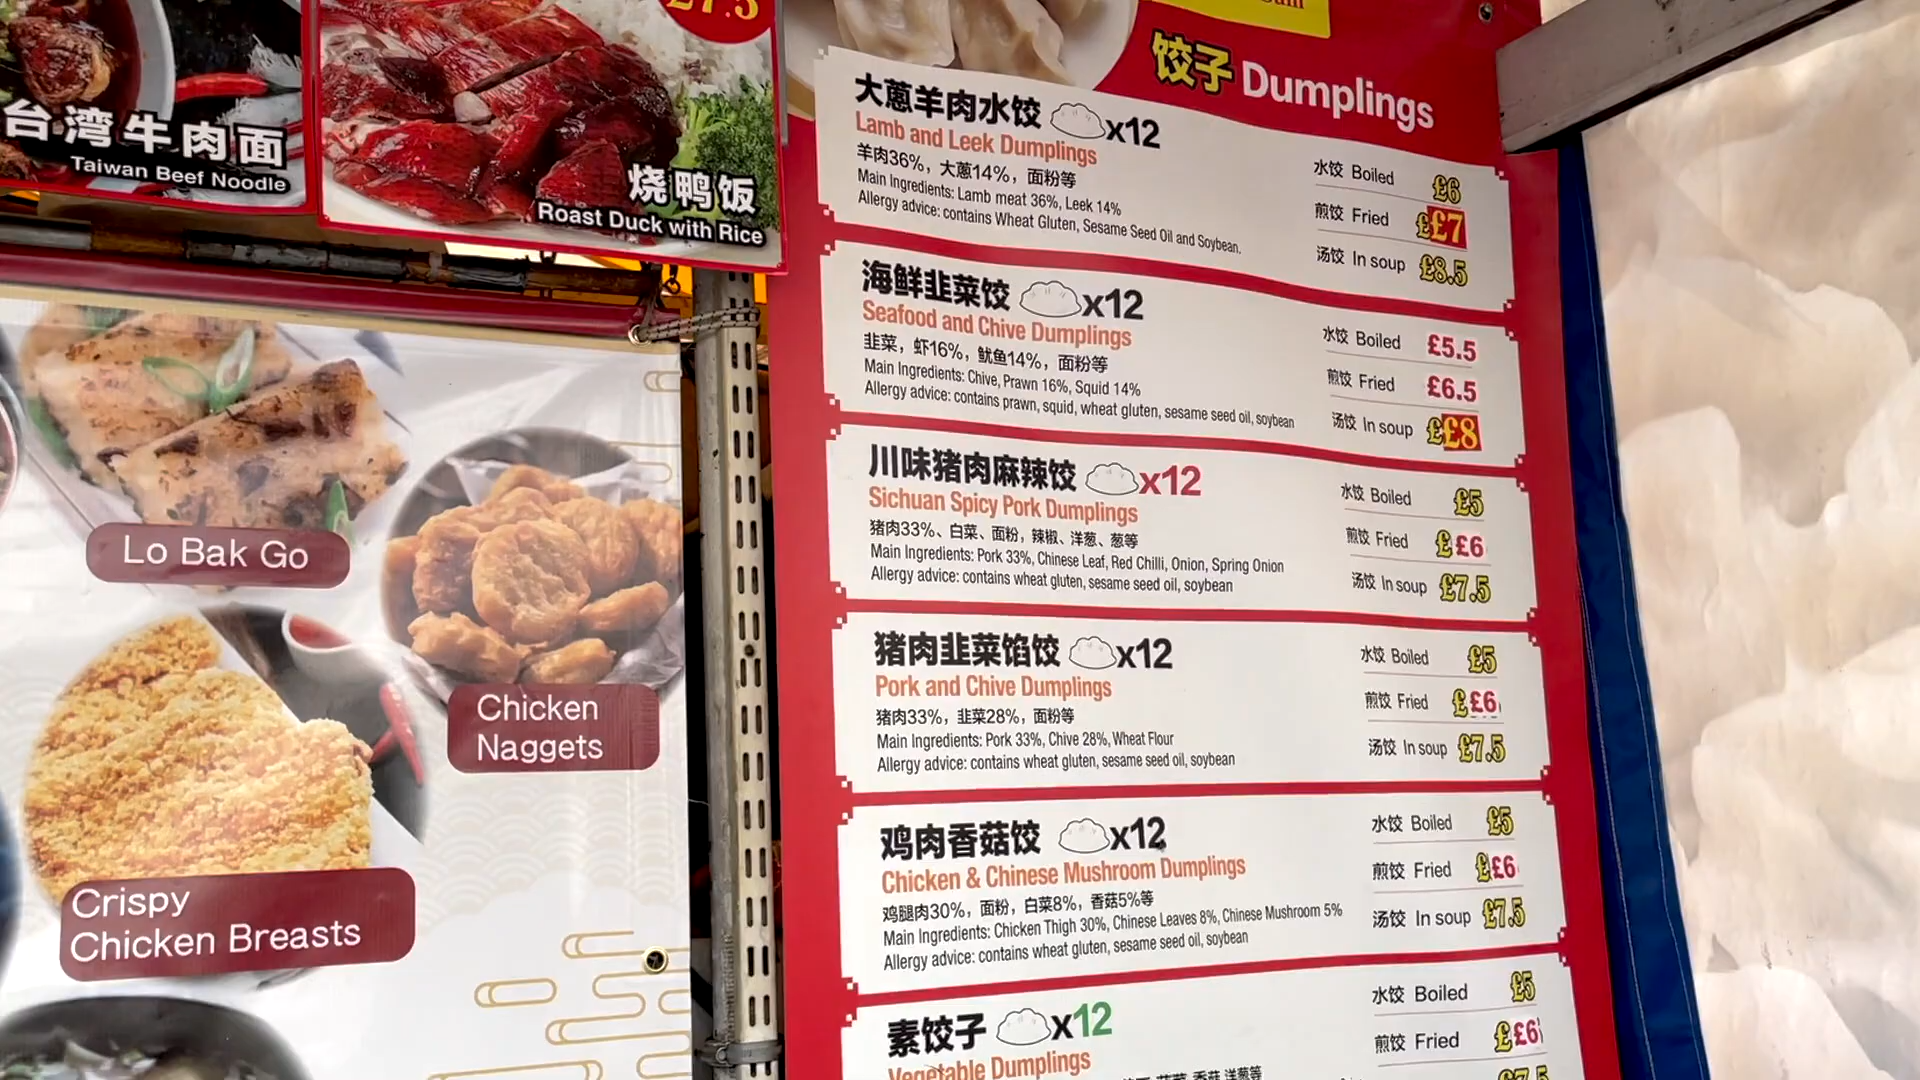 £7.5
台湾牛肉面
Taiwan Beef Noodle
烧鸭饭
Roast Duck with Rice
Lo Bak Go
Chicken
Naggets
Crispy
Chicken Breasts
饺子 Dumplings
大蔥羊肉水饺 x12
Lamb and Leek Dumplings
羊肉36%，大蔥14%，面粉等
Main Ingredients: Lamb meat 36%, Leek 14%
Allergy advice: contains Wheat Gluten, Sesame Seed Oil and Soybean.
水饺 Boiled £6
煎饺 Fried ££7
汤饺 In soup £8.5
海鲜韭菜饺 x12
Seafood and Chive Dumplings
韭菜，虾16%，鱿鱼14%，面粉等
Main Ingredients: Chive, Prawn 16%, Squid 14%
Allergy advice: contains prawn, squid, wheat gluten, sesame seed oil, soybean
水饺 Boiled £5.5
煎饺 Fried £6.5
汤饺 In soup ££8
川味猪肉麻辣饺 x12
Sichuan Spicy Pork Dumplings
猪肉33%、白菜、面粉，辣椒、洋葱、葱等
Main Ingredients: Pork 33%, Chinese Leaf, Red Chilli, Onion, Spring Onion
Allergy advice: contains wheat gluten, sesame seed oil, soybean
水饺 Boiled £5
煎饺 Fried ££6
汤饺 In soup £7.5
猪肉韭菜馅饺 x12
Pork and Chive Dumplings
猪肉33%，韭菜28%，面粉等
Main Ingredients: Pork 33%, Chive 28%, Wheat Flour
Allergy advice: contains wheat gluten, sesame seed oil, soybean
水饺 Boiled £5
煎饺 Fried ££6
汤饺 In soup £7.5
鸡肉香菇饺 x12
Chicken & Chinese Mushroom Dumplings
鸡腿肉30%，面粉，白菜8%，香菇5%等
Main Ingredients: Chicken Thigh 30%, Chinese Leaves 8%, Chinese Mushroom 5%
Allergy advice: contains wheat gluten, sesame seed oil, soybean
水饺 Boiled £5
煎饺 Fried ££6
汤饺 In soup £7.5
素饺子 x12
Vegetable Dumplings
水饺 Boiled £5
煎饺 Fried ££6
£7.5